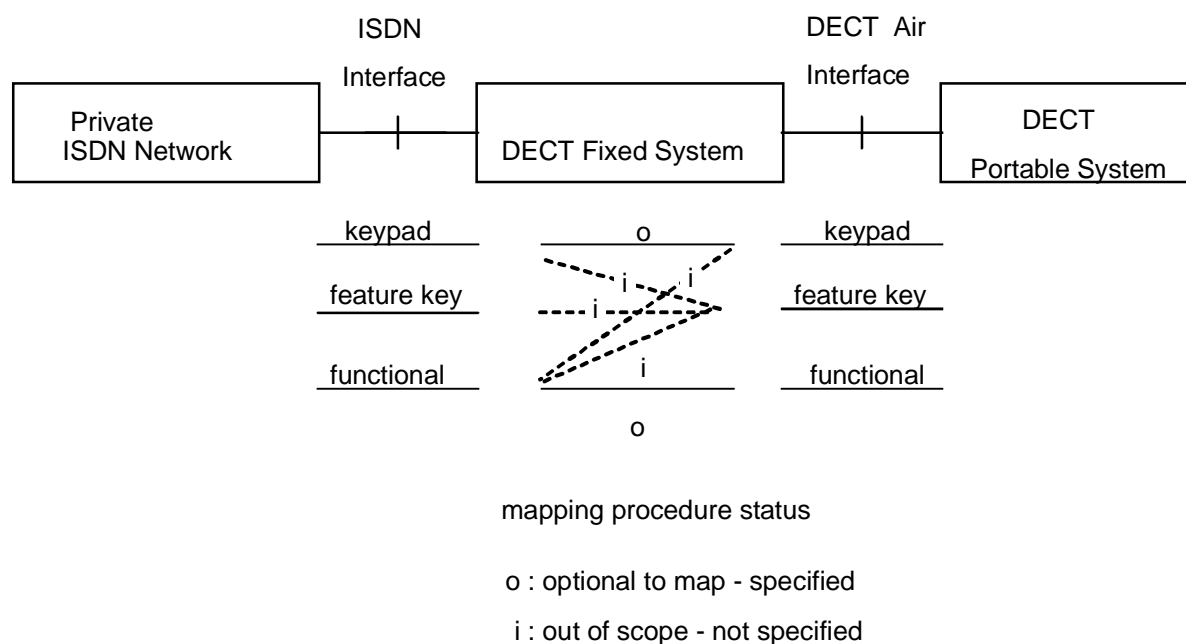 ISDN
Interface
DECT Air
Interface
Private
ISDN Network
DECT Fixed System
DECT
Portable System
keypad
o
keypad
i
i
feature key
i
feature key
functional
i
functional
o
mapping procedure status
o : optional to map - specified
i : out of scope - not specified